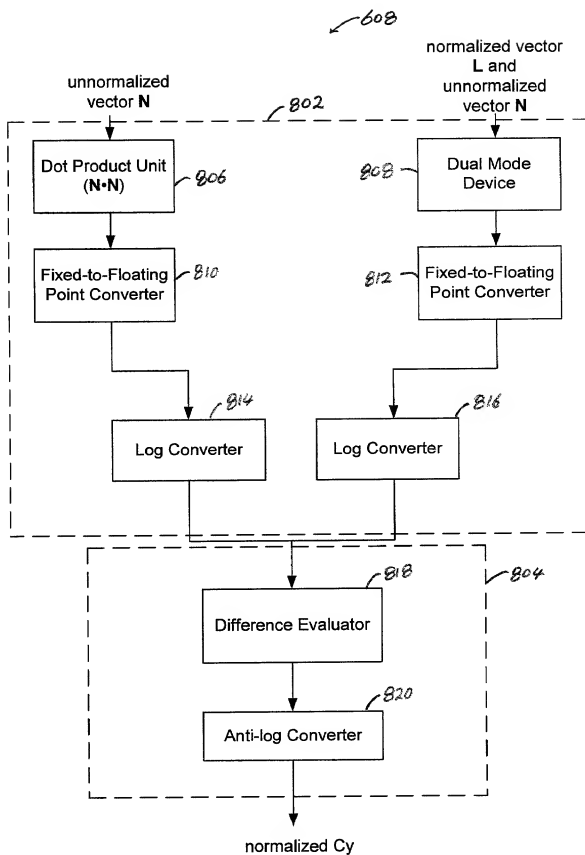 608
normalized vector
L and
unnormalized
vector N
unnormalized
vector N
802
Dot Product Unit
(N•N)
806
808
Dual Mode
Device
Fixed-to-Floating
Point Converter
810
812
Fixed-to-Floating
Point Converter
814
Log Converter
816
Log Converter
818
804
Difference Evaluator
820
Anti-log Converter
normalized Cy